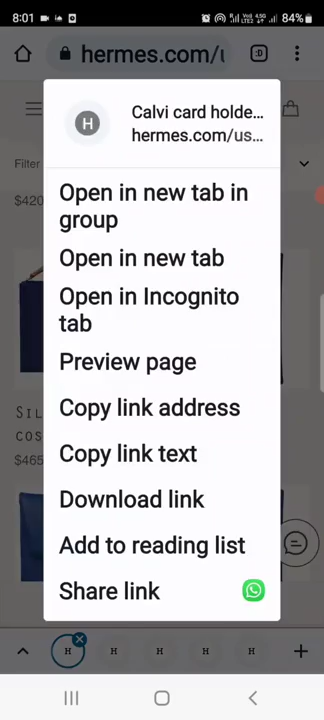 8:01
84%
hermes.com/u
:D
H
Calvi card holde...
hermes.com/us...
Filter
$420
Open in new tab in
group
Open in new tab
Open in Incognito
tab
Preview page
Copy link address
Copy link text
Download link
Add to reading list
Share link
SIL
COS
$465
H H H H H